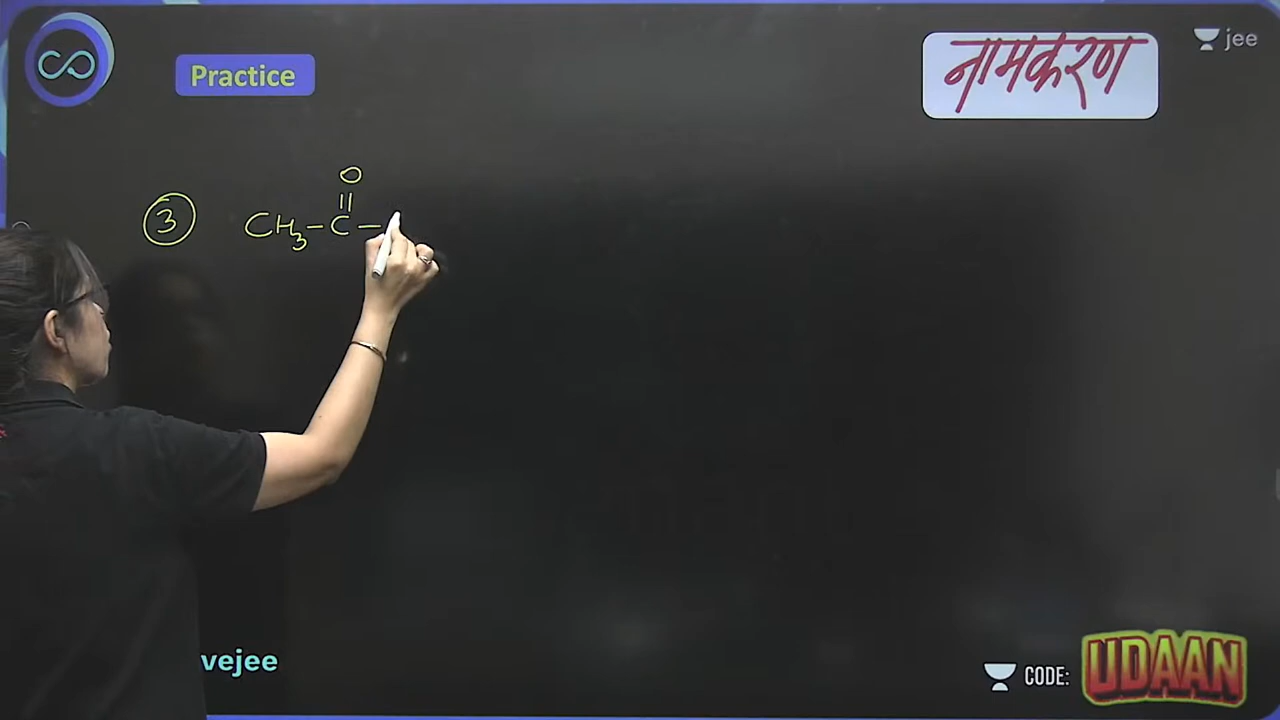 Practice
नामकरण
jee
O
||
③ CH₃–C–
vejee
CODE: UDAAN